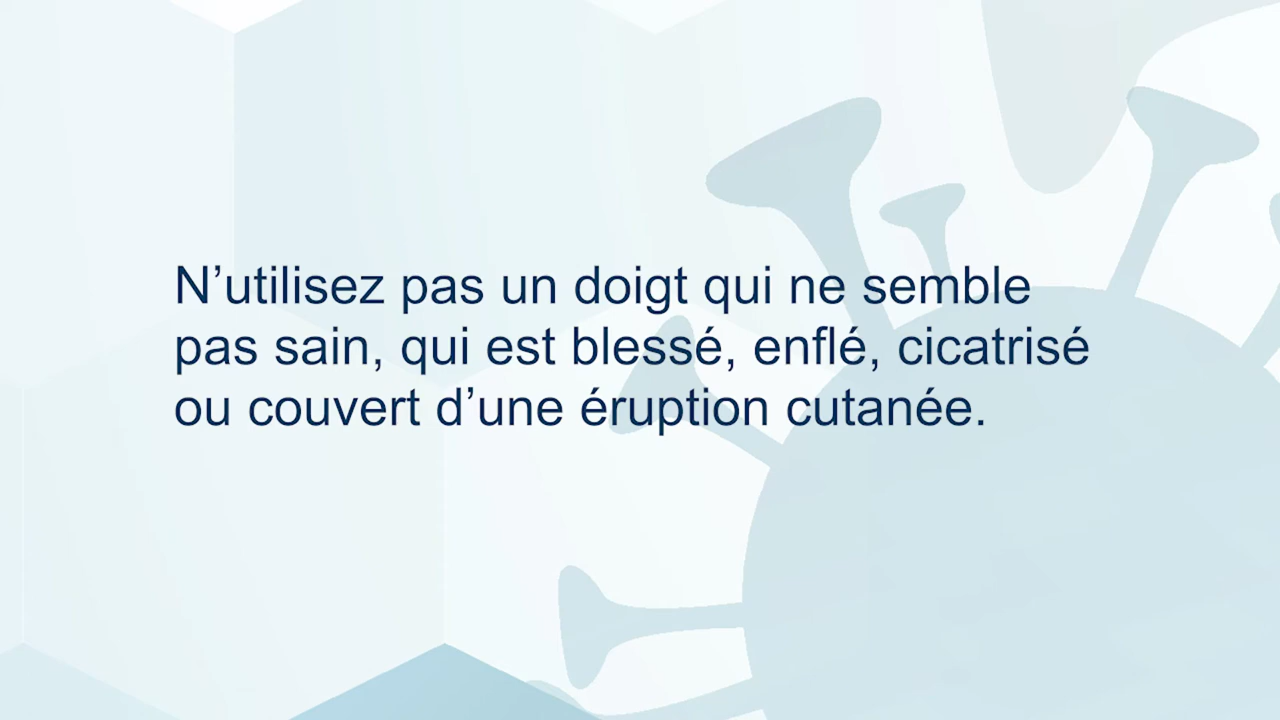 N’utilisez pas un doigt qui ne semble
pas sain, qui est blessé, enflé, cicatrisé
ou couvert d’une éruption cutanée.